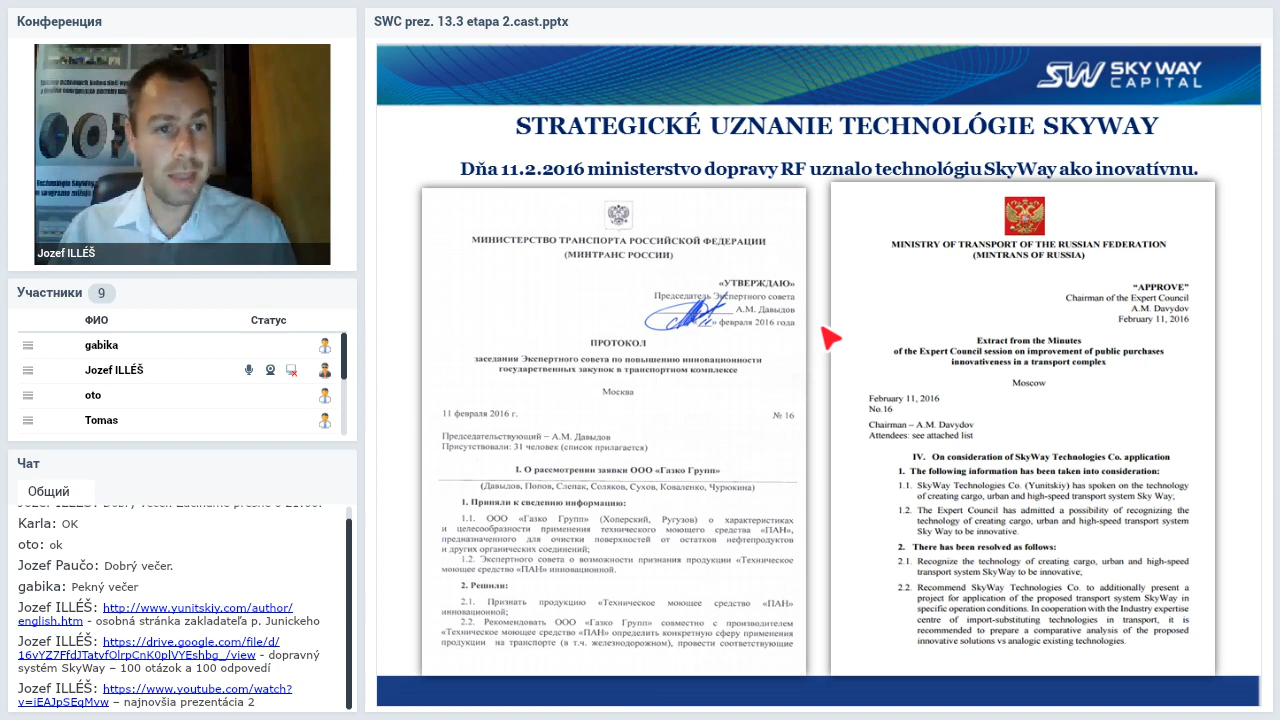 Конференция
Jozef ILLÉŠ
Участники 9
ФИО Статус
gabika
Jozef ILLÉŠ
oto
Tomas
Чат
Общий
Karla: OK
oto: ok
Jozef Paučo: Dobrý večer.
gabika: Pekný večer
Jozef ILLÉŠ: http://www.yunitskiy.com/author/
english.htm - osobná stránka zakladateľa p. Junickeho
Jozef ILLÉŠ: https://drive.google.com/file/d/
16vYZ7FfdJTatvfOlrpCnK0plVYEshbg_/view - dopravný
systém SkyWay – 100 otázok a 100 odpovedí
Jozef ILLÉŠ: https://www.youtube.com/watch?
v=iEAJpSEqMvw – najnovšia prezentácia 2
SWC prez. 13.3 etapa 2.cast.pptx
SW SKY WAY
CAPITAL
STRATEGICKÉ UZNANIE TECHNOLÓGIE SKYWAY
Dňa 11.2.2016 ministerstvo dopravy RF uznalo technológiu SkyWay ako inovatívnu.
МИНИСТЕРСТВО ТРАНСПОРТА РОССИЙСКОЙ ФЕДЕРАЦИИ
(МИНТРАНС РОССИИ)
«УТВЕРЖДАЮ»
Председатель Экспертного совета
А.М. Давыдов
февраля 2016 года
ПРОТОКОЛ
заседания Экспертного совета по повышению инновационности
государственных закупок в транспортном комплексе
Москва
11 февраля 2016 г. № 16
Председательствующий – А.М. Давыдов
Присутствовали: 31 человек (список прилагается)
I. О рассмотрении заявки ООО «Газко Групп»
(Давыдов, Попов, Слепак, Соляков, Сухов, Коваленко, Чурюкина)
1. Приняли к сведению информацию:
1.1. ООО «Газко Групп» (Хоперский, Ругузов) о характеристиках
и целесообразности применения технического моющего средства «ПАН»,
предназначенного для очистки поверхностей от остатков нефтепродуктов
и других органических соединений;
1.2. Экспертного совета о возможности признания продукции «Техническое
моющее средство «ПАН» инновационной.
2. Решили:
2.1. Признать продукцию «Техническое моющее средство «ПАН»
инновационной;
2.2. Рекомендовать ООО «Газко Групп» совместно с производителем
«Техническое моющее средство «ПАН» определить конкретную сферу применения
продукции на транспорте (в т.ч. железнодорожном), провести соответствующие
MINISTRY OF TRANSPORT OF THE RUSSIAN FEDERATION
(MINTRANS OF RUSSIA)
“APPROVE”
Chairman of the Expert Council
A.M. Davydov
February 11, 2016
Extract from the Minutes
of the Expert Council session on improvement of public purchases
innovativeness in a transport complex
Moscow
February 11, 2016
No.16
Chairman – A.M. Davydov
Attendees: see attached list
IV. On consideration of SkyWay Technologies Co. application
1. The following information has been taken into consideration:
1.1. SkyWay Technologies Co. (Yunitskiy) has spoken on the technology
of creating cargo, urban and high-speed transport system Sky Way;
1.2. The Expert Council has admitted a possibility of recognizing the
technology of creating cargo, urban and high-speed transport system
Sky Way to be innovative.
2. There has been resolved as follows:
2.1. Recognize the technology of creating cargo, urban and high-speed
transport system SkyWay to be innovative;
2.2. Recommend SkyWay Technologies Co. to additionally present a
project for application of the proposed transport system SkyWay in
specific operation conditions. In cooperation with the Industry expertise
centre of import-substituting technologies in transport, it is
recommended to prepare a comparative analysis of the proposed
innovative solutions vs analogic existing technologies.